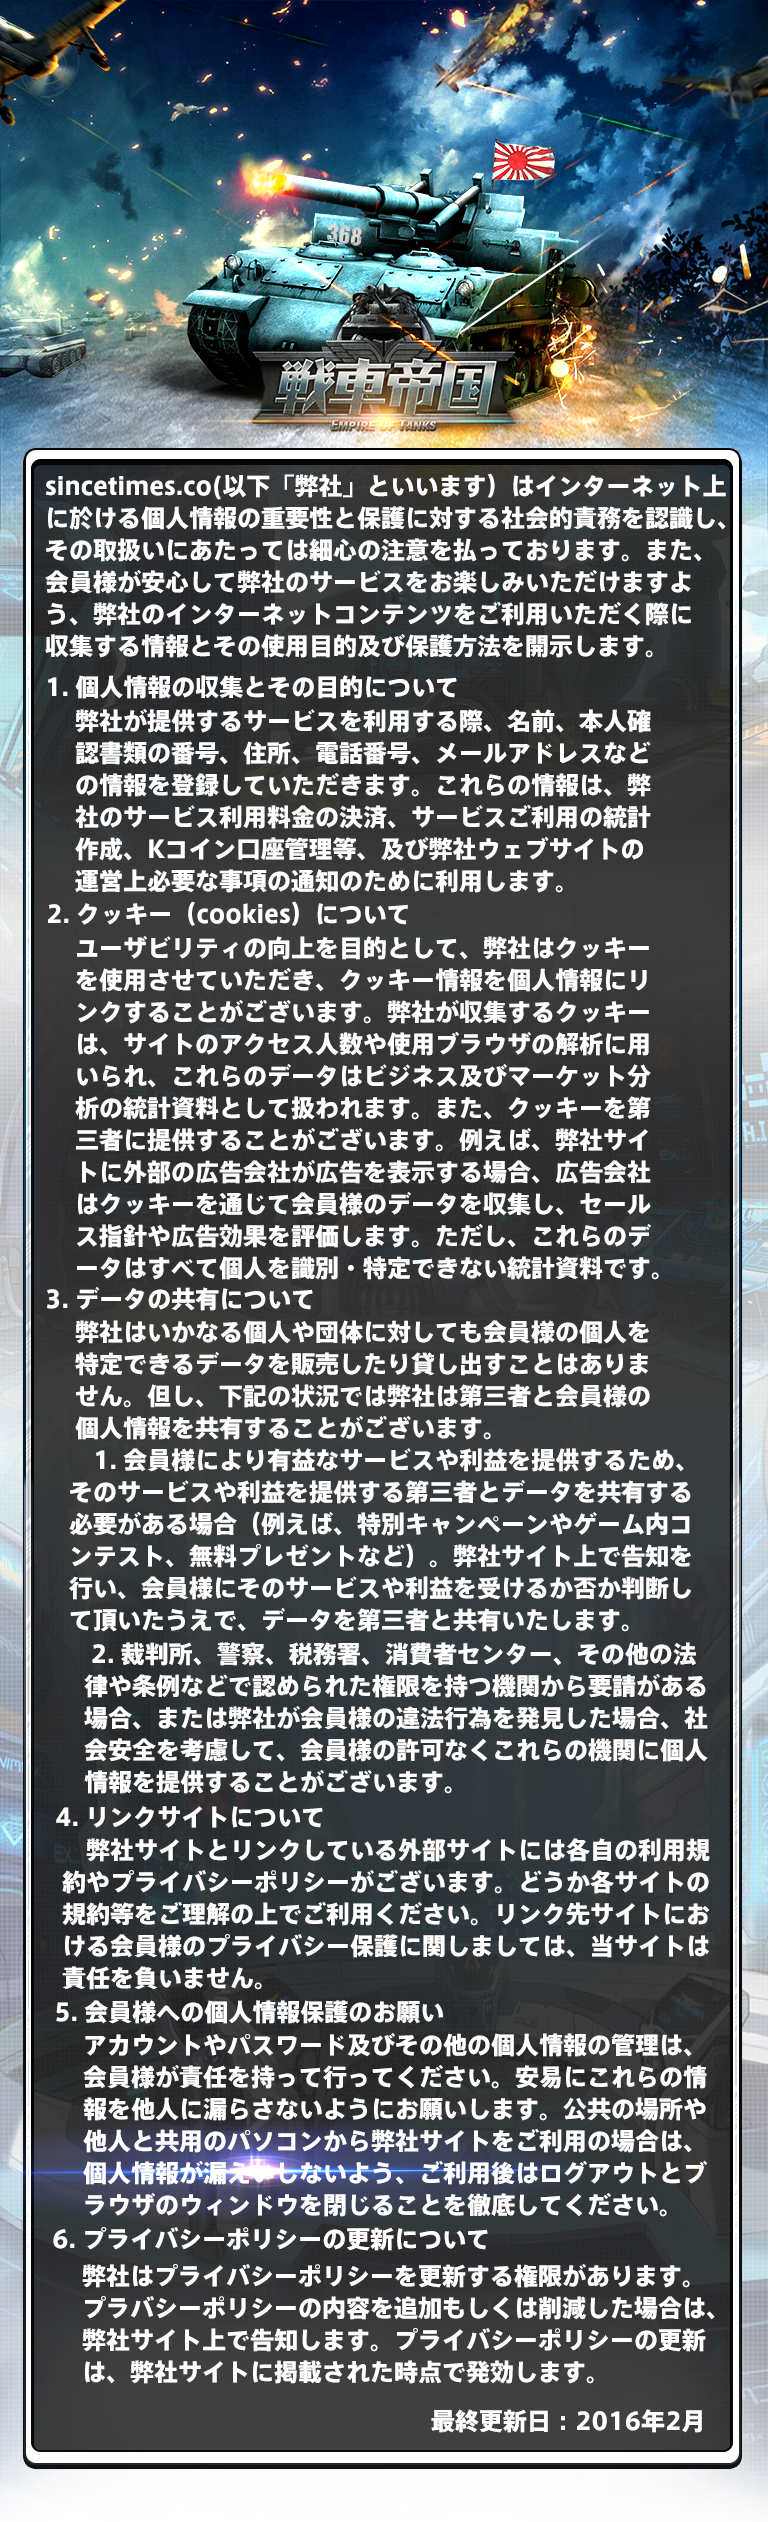 368
戦車帝国
EMPIRE OF TANKS
sincetimes.co(以下「弊社」といいます）はインターネット上
に於ける個人情報の重要性と保護に対する社会的責務を認識し、
その取扱いにあたっては細心の注意を払っております。また、
会員様が安心して弊社のサービスをお楽しみいただけますよ
う、弊社のインターネットコンテンツをご利用いただく際に
収集する情報とその使用目的及び保護方法を開示します。
1. 個人情報の収集とその目的について
弊社が提供するサービスを利用する際、名前、本人確
認書類の番号、住所、電話番号、メールアドレスなど
の情報を登録していただきます。これらの情報は、弊
社のサービス利用料金の決済、サービスご利用の統計
作成、Kコイン口座管理等、及び弊社ウェブサイトの
運営上必要な事項の通知のために利用します。
2. クッキー（cookies）について
ユーザビリティの向上を目的として、弊社はクッキー
を使用させていただき、クッキー情報を個人情報にリ
ンクすることがございます。弊社が収集するクッキー
は、サイトのアクセス人数や使用ブラウザの解析に用
いられ、これらのデータはビジネス及びマーケット分
析の統計資料として扱われます。また、クッキーを第
三者に提供することがございます。例えば、弊社サイ
トに外部の広告会社が広告を表示する場合、広告会社
はクッキーを通じて会員様のデータを収集し、セール
ス指針や広告効果を評価します。ただし、これらのデ
ータはすべて個人を識別・特定できない統計資料です。
3. データの共有について
弊社はいかなる個人や団体に対しても会員様の個人を
特定できるデータを販売したり貸し出すことはありま
せん。但し、下記の状況では弊社は第三者と会員様の
個人情報を共有することがございます。
1. 会員様により有益なサービスや利益を提供するため、
そのサービスや利益を提供する第三者とデータを共有する
必要がある場合（例えば、特別キャンペーンやゲーム内コ
ンテスト、無料プレゼントなど）。弊社サイト上で告知を
行い、会員様にそのサービスや利益を受けるか否か判断し
て頂いたうえで、データを第三者と共有いたします。
2. 裁判所、警察、税務署、消費者センター、その他の法
律や条例などで認められた権限を持つ機関から要請がある
場合、または弊社が会員様の違法行為を発見した場合、社
会安全を考慮して、会員様の許可なくこれらの機関に個人
情報を提供することがございます。
4. リンクサイトについて
弊社サイトとリンクしている外部サイトには各自の利用規
約やプライバシーポリシーがございます。どうか各サイトの
規約等をご理解の上でご利用ください。リンク先サイトにお
ける会員様のプライバシー保護に関しましては、当サイトは
責任を負いません。
5. 会員様への個人情報保護のお願い
アカウントやパスワード及びその他の個人情報の管理は、
会員様が責任を持って行ってください。安易にこれらの情
報を他人に漏らさないようにお願いします。公共の場所や
他人と共用のパソコンから弊社サイトをご利用の場合は、
個人情報が漏えいしないよう、ご利用後はログアウトとブ
ラウザのウィンドウを閉じることを徹底してください。
6. プライバシーポリシーの更新について
弊社はプライバシーポリシーを更新する権限があります。
プラバシーポリシーの内容を追加もしくは削減した場合は、
弊社サイト上で告知します。プライバシーポリシーの更新
は、弊社サイトに掲載された時点で発効します。
最終更新日：2016年2月